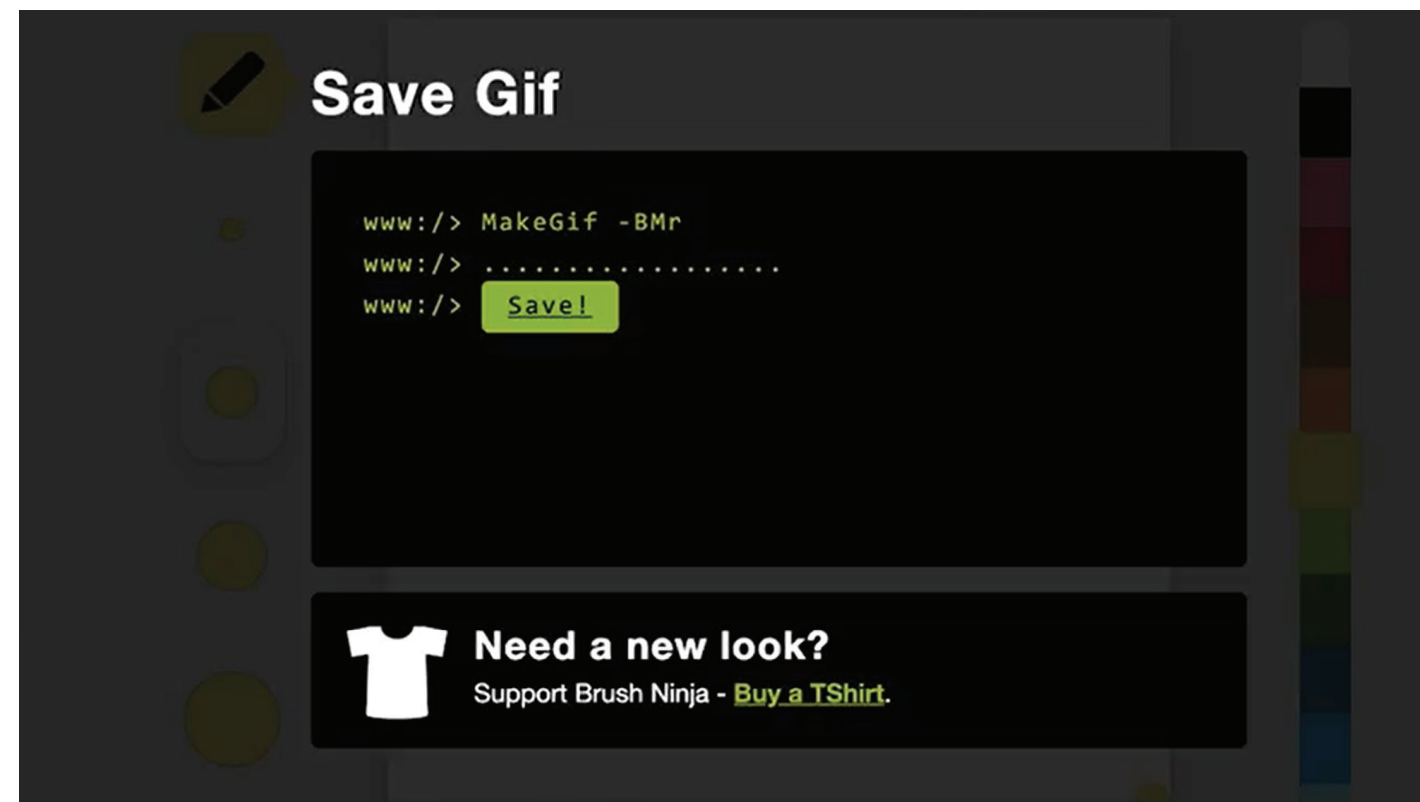 Save Gif
www:/> MakeGif -BMr
www:/> ..................
www:/> Save!
Need a new look?
Support Brush Ninja - Buy a TShirt.